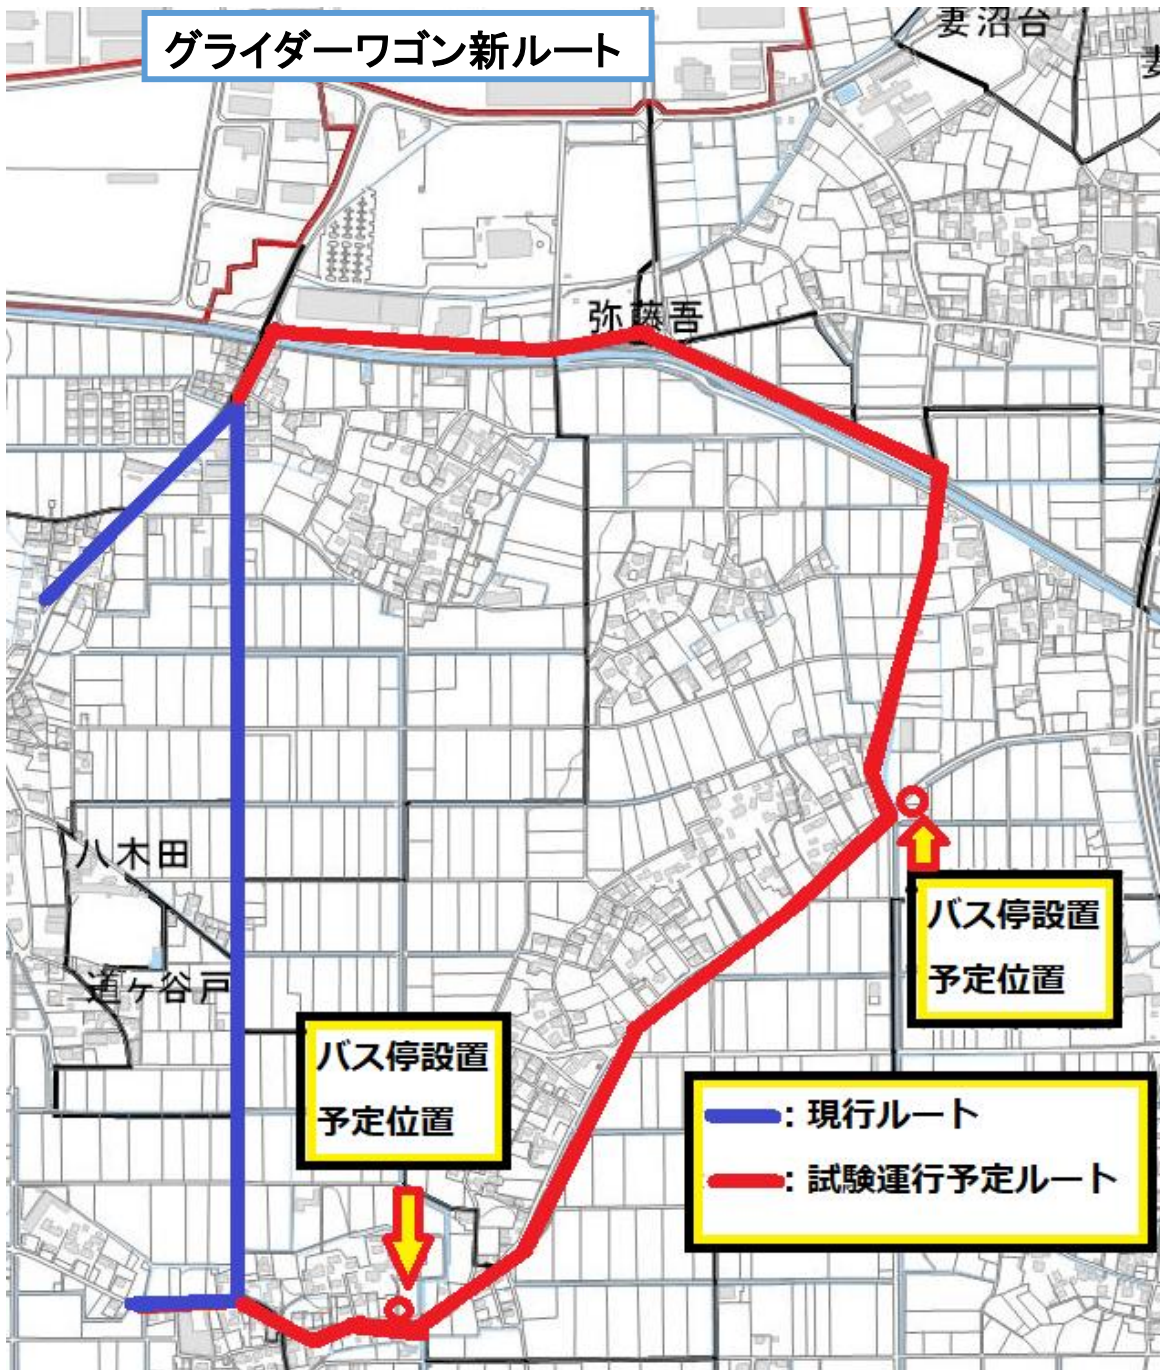 グライダーワゴン新ルート
妻沼台
妻
弥藤吾
八木田
道ヶ谷戸
バス停設置
予定位置
バス停設置
予定位置
：現行ルート
：試験運行予定ルート